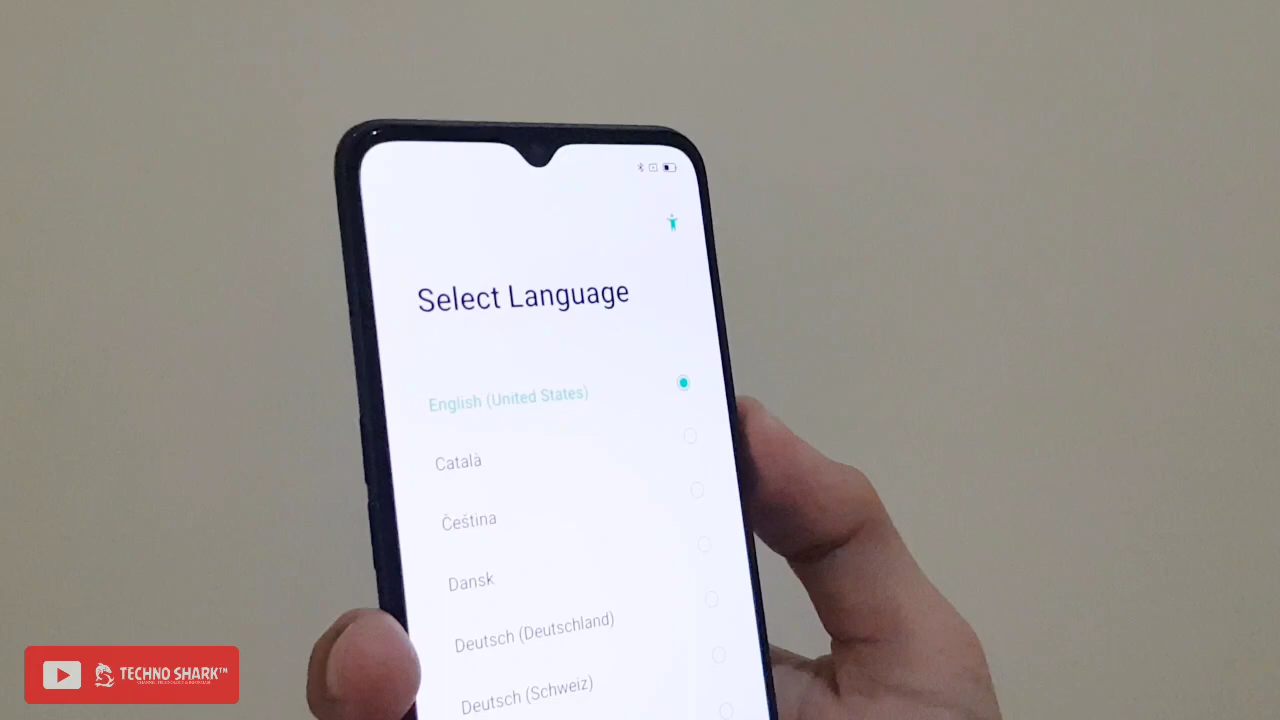 Select Language
English (United States)
Català
Čeština
Dansk
Deutsch (Deutschland)
Deutsch (Schweiz)
TECHNO SHARK™